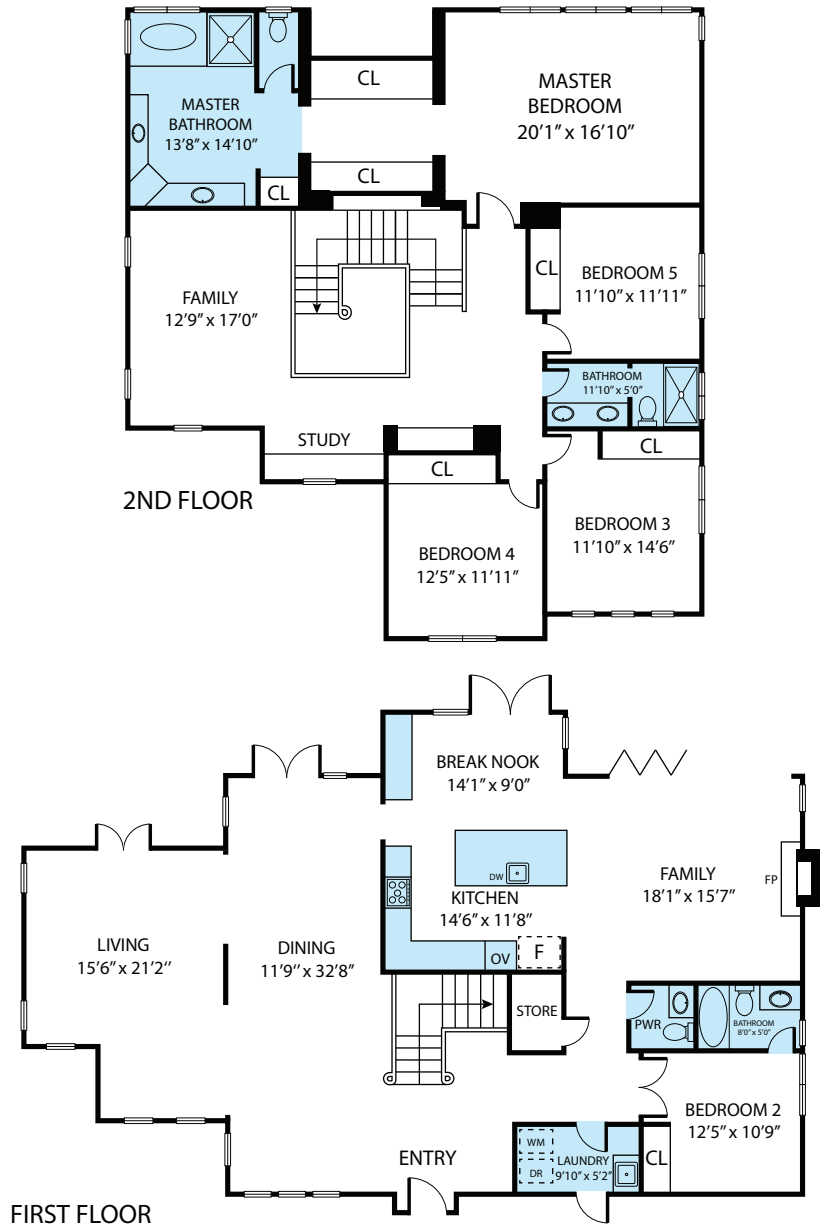 CL
MASTER
BATHROOM
13'8" x 14'10"
MASTER
BEDROOM
20'1" x 16'10"
CL
CL
CL
BEDROOM 5
11'10" x 11'11"
FAMILY
12'9" x 17'0"
BATHROOM
11'10" x 5'0"
STUDY
CL
CL
2ND FLOOR
BEDROOM 4
12'5" x 11'11"
BEDROOM 3
11'10" x 14'6"
BREAK NOOK
14'1" x 9'0"
DW
FAMILY
18'1" x 15'7"
FP
KITCHEN
14'6" x 11'8"
LIVING
15'6" x 21'2''
DINING
11'9'' x 32'8"
OV
F
STORE
PWR
BATHROOM
8'0" x 5'0"
BEDROOM 2
12'5" x 10'9"
ENTRY
WM
DR
LAUNDRY
9'10" x 5'2"
CL
FIRST FLOOR